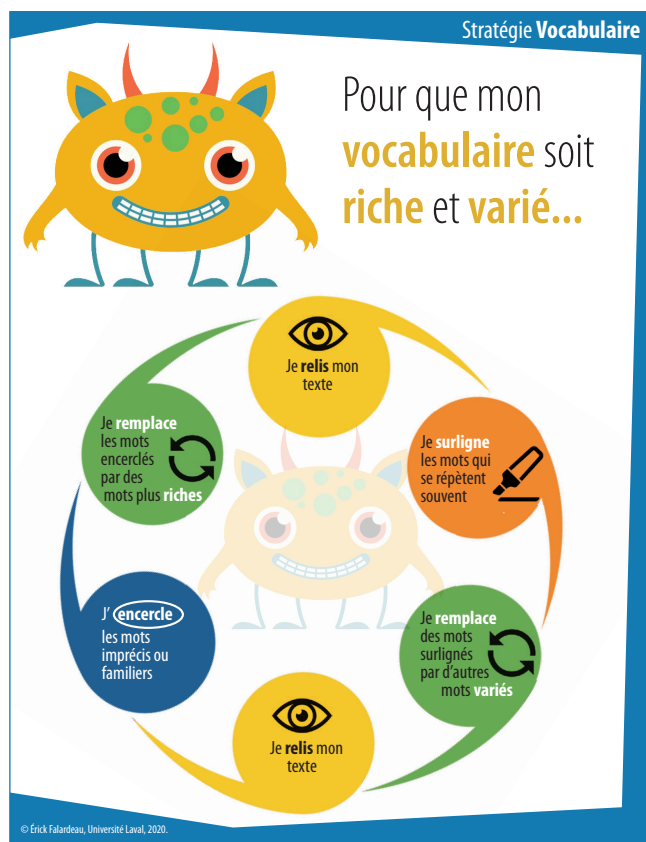 Stratégie Vocabulaire
Pour que mon
vocabulaire soit
riche et varié...
Je relis mon
texte
Je surligne
les mots qui
se répètent
souvent
Je remplace
des mots
surlignés
par d'autres
mots variés
Je relis mon
texte
J' encercle
les mots
imprécis ou
familiers
Je remplace
les mots
encerclés
par des
mots plus riches
© Érick Falardeau, Université Laval, 2020.